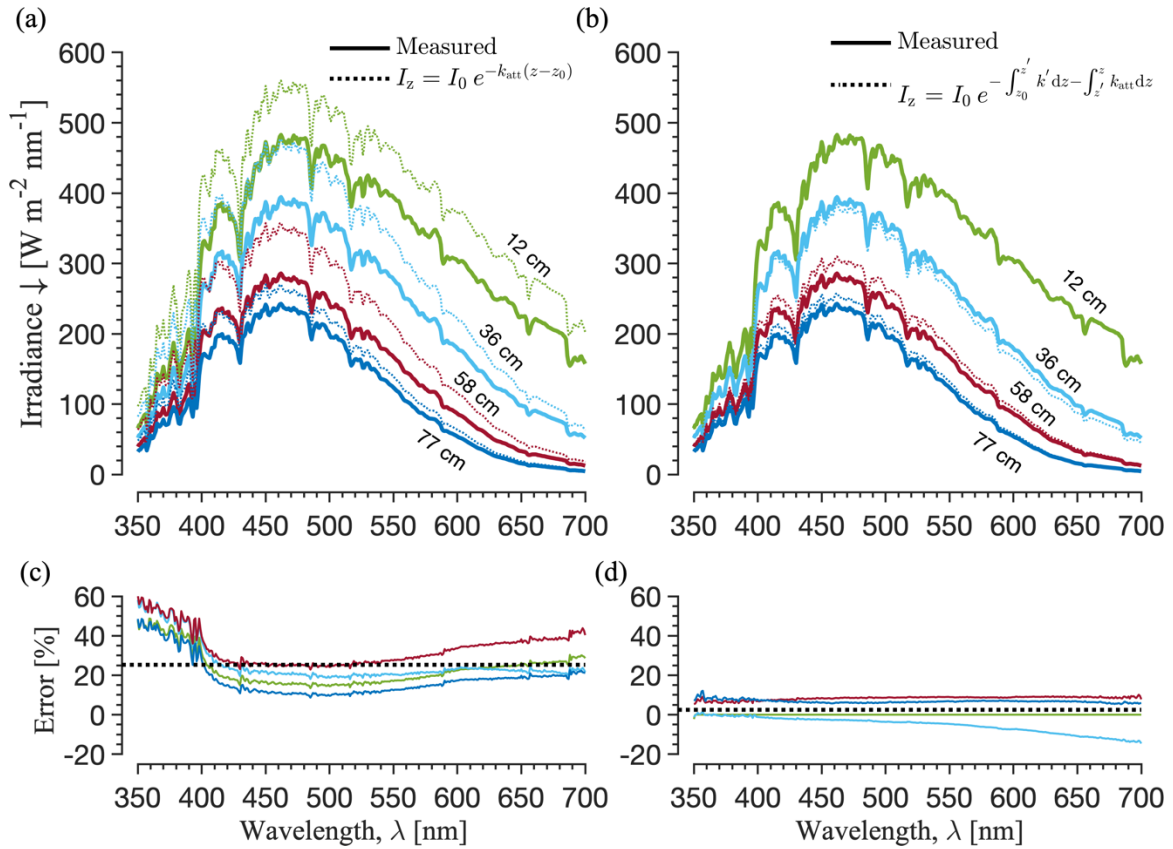 (a)
Measured
I_z = I_0 e^{-k_att(z-z_0)}
600
500
400
300
200
100
0
Irradiance ↓ [W m⁻² nm⁻¹]
12 cm
36 cm
58 cm
77 cm
350 400 450 500 550 600 650 700
(b)
Measured
I_z = I_0 e^{-∫_{z_0}^{z'} k' dz - ∫_{z'}^{z} k_att dz}
600
500
400
300
200
100
0
12 cm
36 cm
58 cm
77 cm
350 400 450 500 550 600 650 700
(c)
60
40
20
0
-20
Error [%]
350 400 450 500 550 600 650 700
Wavelength, λ [nm]
(d)
60
40
20
0
-20
350 400 450 500 550 600 650 700
Wavelength, λ [nm]